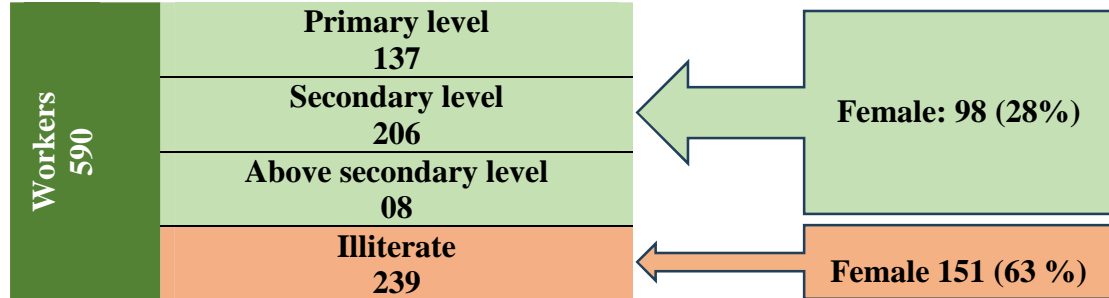 Workers
590
Primary level
137
Secondary level
206
Above secondary level
08
Illiterate
239
Female: 98 (28%)
Female 151 (63 %)